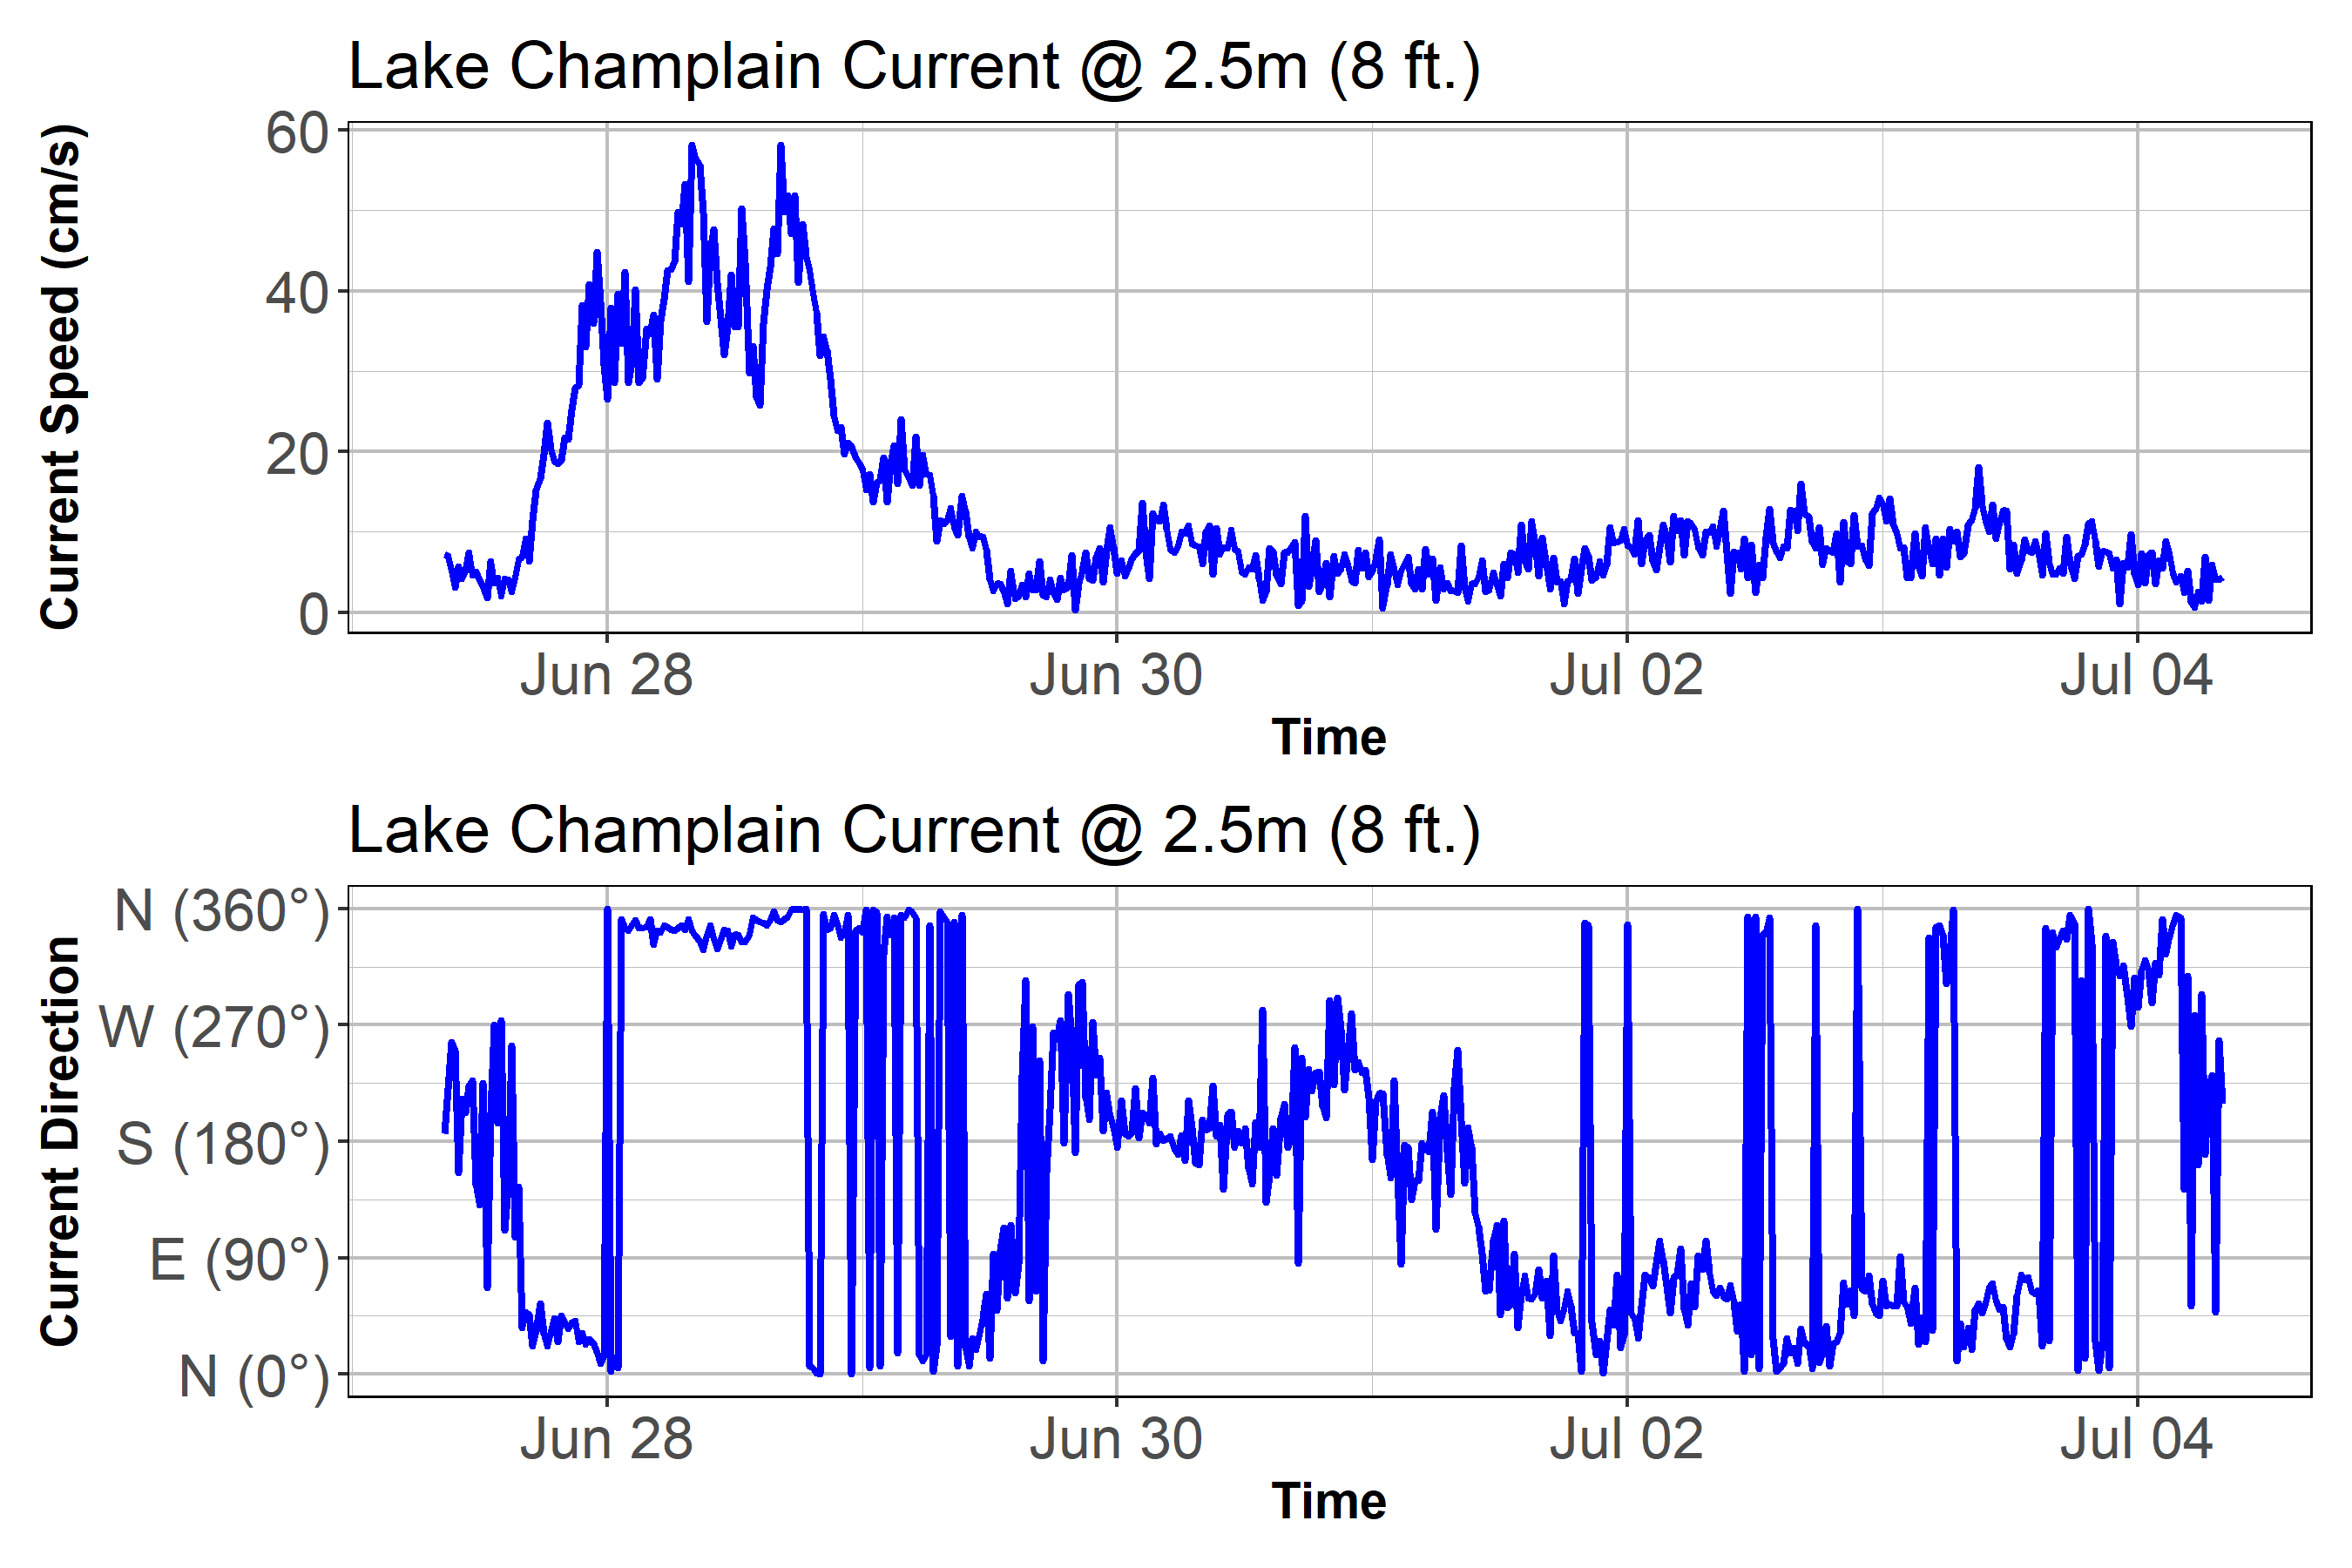 Lake Champlain Current @ 2.5m (8 ft.)
Current Speed (cm/s)
60
40
20
0
Jun 28
Jun 30
Jul 02
Jul 04
Time
Lake Champlain Current @ 2.5m (8 ft.)
Current Direction
N (360°)
W (270°)
S (180°)
E (90°)
N (0°)
Jun 28
Jun 30
Jul 02
Jul 04
Time